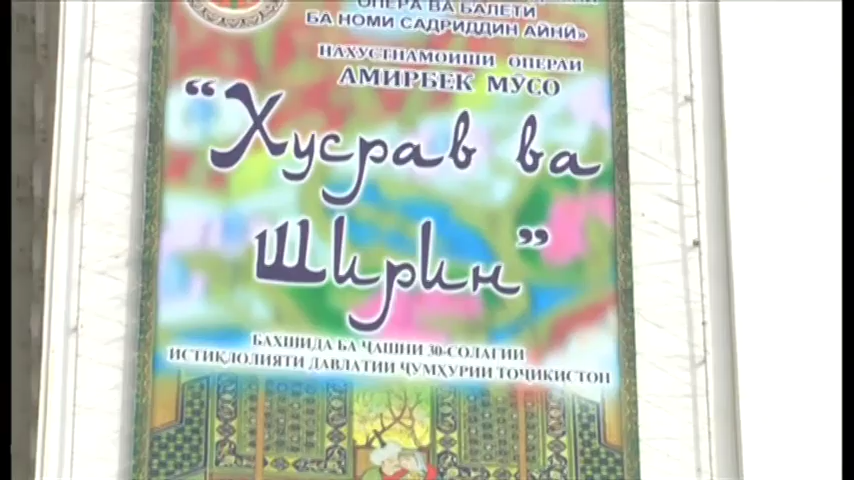 ОПЕРА ВА БАЛЕТИ
БА НОМИ САДРИДДИН АЙНӢ»
НАХУСТНАМОИШИ ОПЕРАИ
АМИРБЕК МӮСО
“Хусрав ва
Ширин”
БАХШИДА БА ҶАШНИ 30-СОЛАГИИ
ИСТИҚЛОЛИЯТИ ДАВЛАТИИ ҶУМҲУРИИ ТОҶИКИСТОН